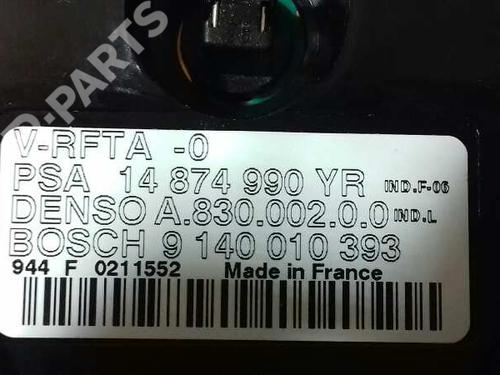 D-PARTS
V-RFTA -0
PSA 14 874 990 YR IND.F-06
DENSO A.830.002.0.0 IND.L
BOSCH 9 140 010 393
944 F 0211552 Made in France